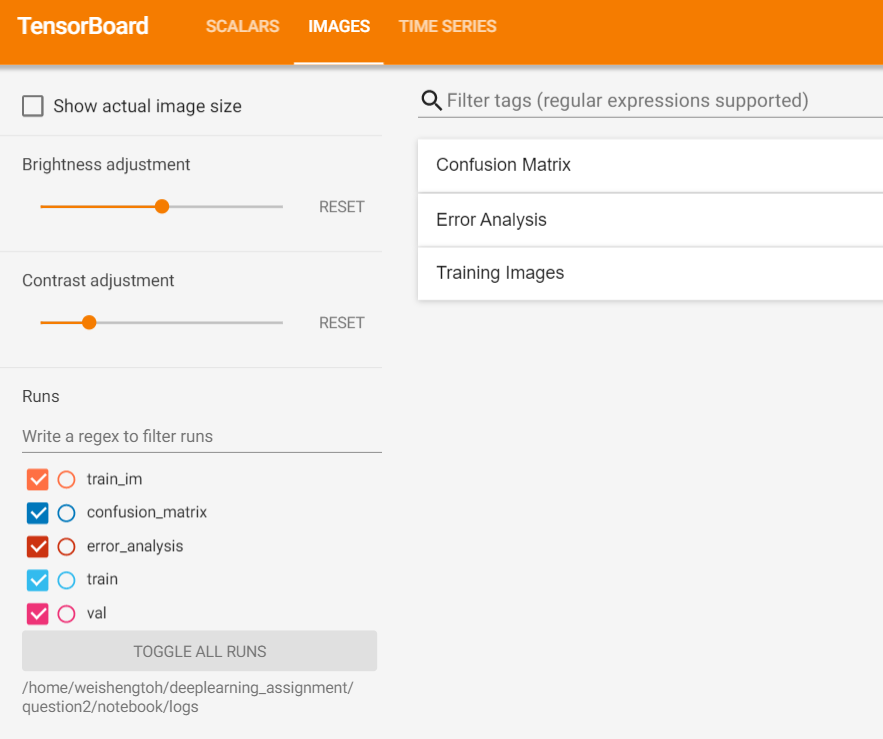 TensorBoard
SCALARS
IMAGES
TIME SERIES
Show actual image size
Brightness adjustment
RESET
Contrast adjustment
RESET
Runs
Write a regex to filter runs
train_im
confusion_matrix
error_analysis
train
val
TOGGLE ALL RUNS
/home/weishengtoh/deeplearning_assignment/
question2/notebook/logs
Filter tags (regular expressions supported)
Confusion Matrix
Error Analysis
Training Images